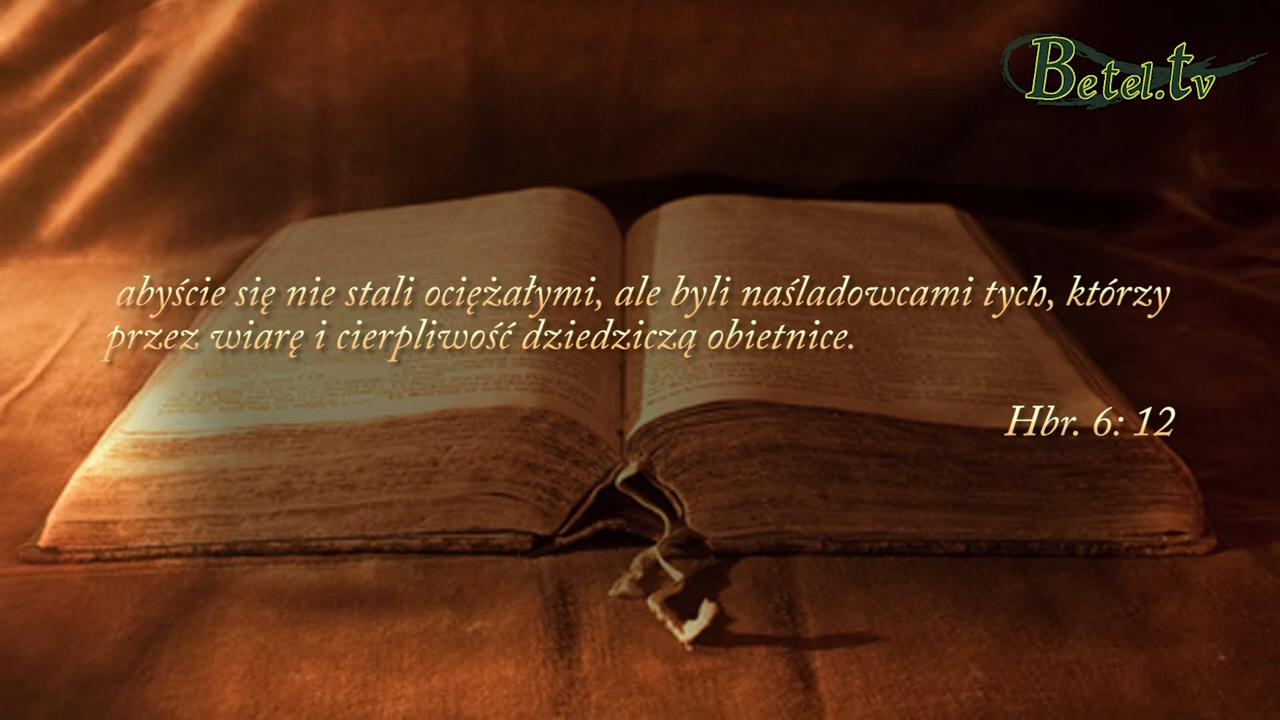 Betel.tv
abyście się nie stali ociężałymi, ale byli naśladowcami tych, którzy
przez wiarę i cierpliwość dziedziczą obietnice.
Hbr. 6: 12